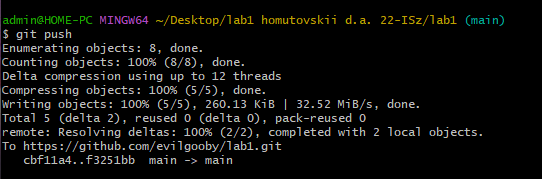 admin@HOME-PC MINGW64 ~/Desktop/lab1 homutovskii d.a. 22-ISz/lab1 (main)
$ git push
Enumerating objects: 8, done.
Counting objects: 100% (8/8), done.
Delta compression using up to 12 threads
Compressing objects: 100% (5/5), done.
Writing objects: 100% (5/5), 260.13 KiB | 32.52 MiB/s, done.
Total 5 (delta 2), reused 0 (delta 0), pack-reused 0
remote: Resolving deltas: 100% (2/2), completed with 2 local objects.
To https://github.com/evilgooby/lab1.git
   cbf11a4..f3251bb  main -> main